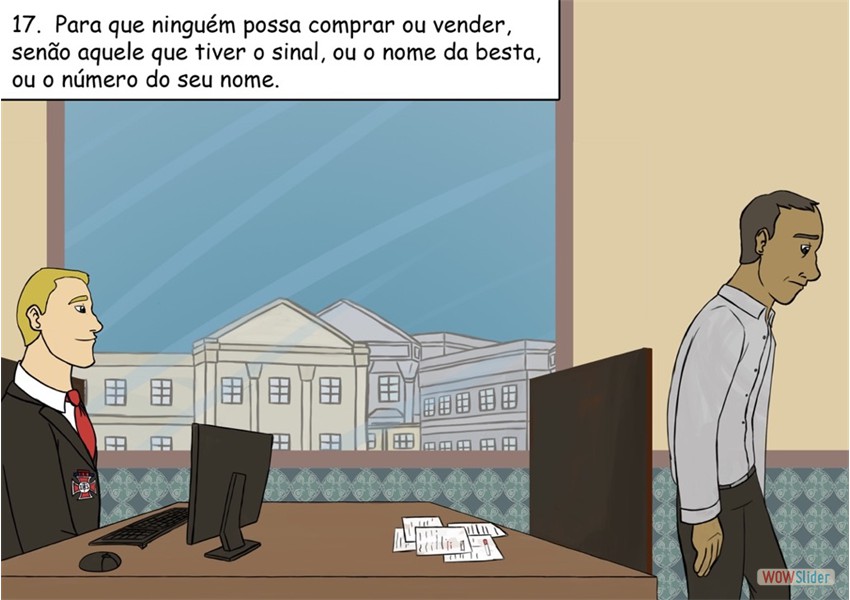 17. Para que ninguém possa comprar ou vender,
senão aquele que tiver o sinal, ou o nome da besta,
ou o número do seu nome.
WOWSlider